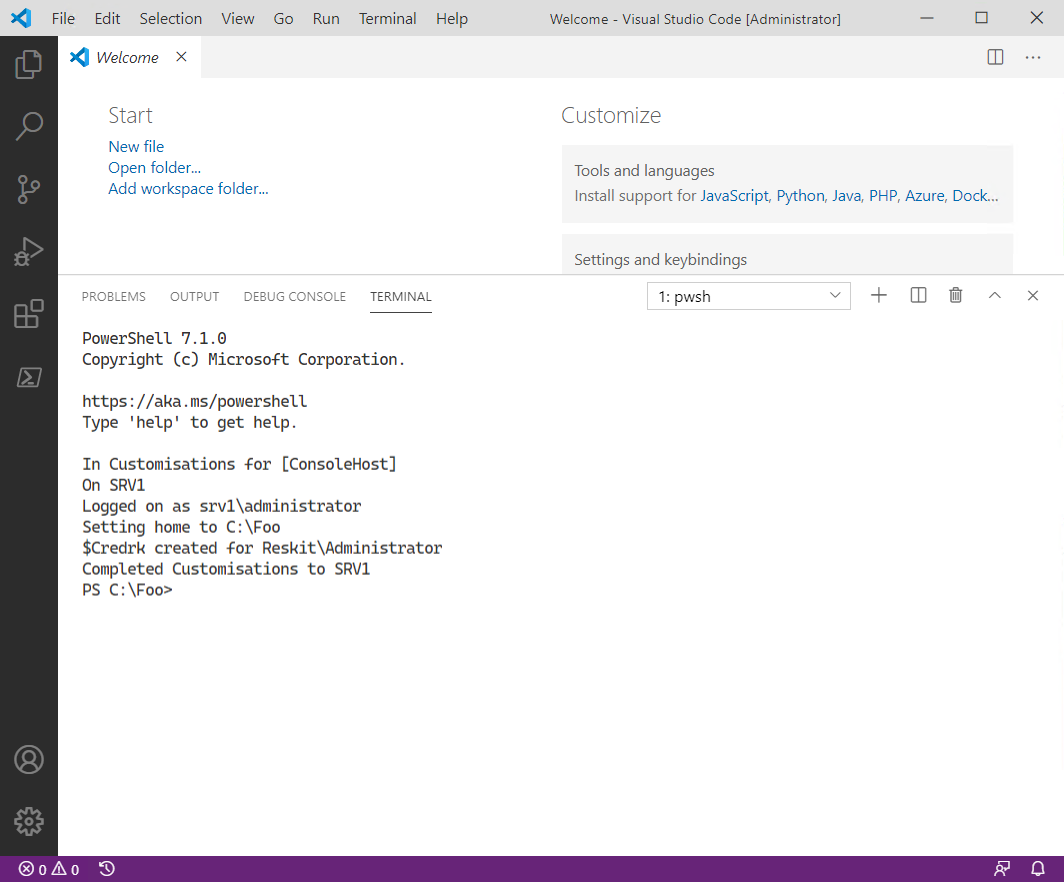 File Edit Selection View Go Run Terminal Help Welcome - Visual Studio Code [Administrator]
Welcome
Start
New file
Open folder...
Add workspace folder...
Customize
Tools and languages
Install support for JavaScript, Python, Java, PHP, Azure, Dock...
Settings and keybindings
PROBLEMS OUTPUT DEBUG CONSOLE TERMINAL 1: pwsh
PowerShell 7.1.0
Copyright (c) Microsoft Corporation.
https://aka.ms/powershell
Type 'help' to get help.
In Customisations for [ConsoleHost]
On SRV1
Logged on as srv1\administrator
Setting home to C:\Foo
$Credrk created for Reskit\Administrator
Completed Customisations to SRV1
PS C:\Foo>
0 0